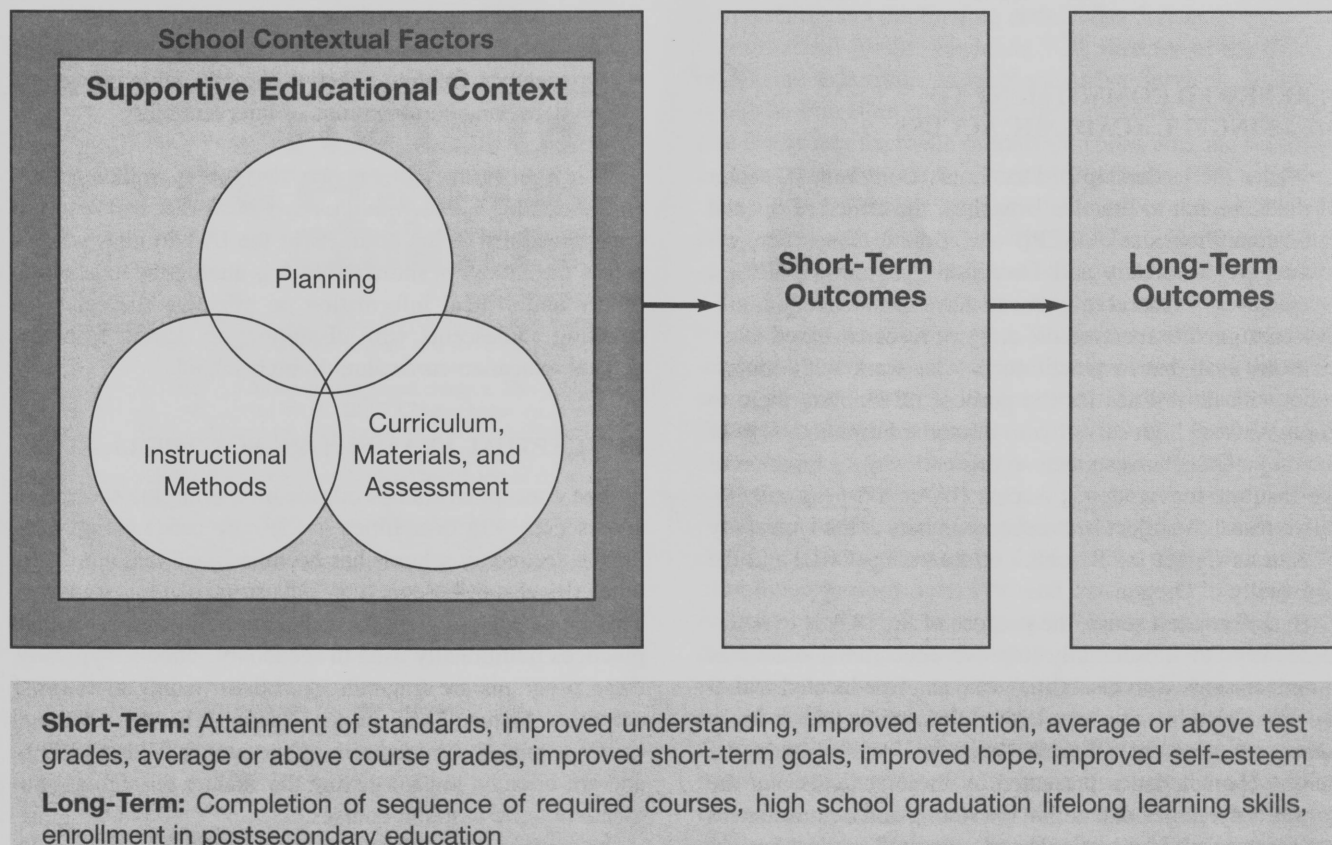 School Contextual Factors
Supportive Educational Context
Planning
Instructional
Methods
Curriculum,
Materials, and
Assessment
Short-Term
Outcomes
Long-Term
Outcomes
Short-Term: Attainment of standards, improved understanding, improved retention, average or above test
grades, average or above course grades, improved short-term goals, improved hope, improved self-esteem
Long-Term: Completion of sequence of required courses, high school graduation lifelong learning skills,
enrollment in postsecondary education